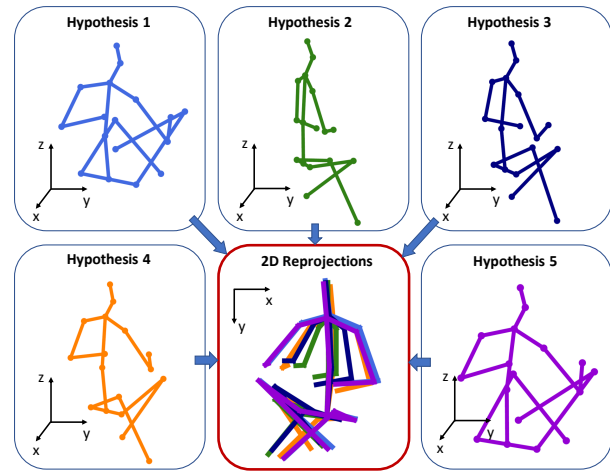 Hypothesis 1
z
y
x
Hypothesis 2
z
y
x
Hypothesis 3
z
y
x
Hypothesis 4
z
y
x
2D Reprojections
x
y
Hypothesis 5
z
y
x